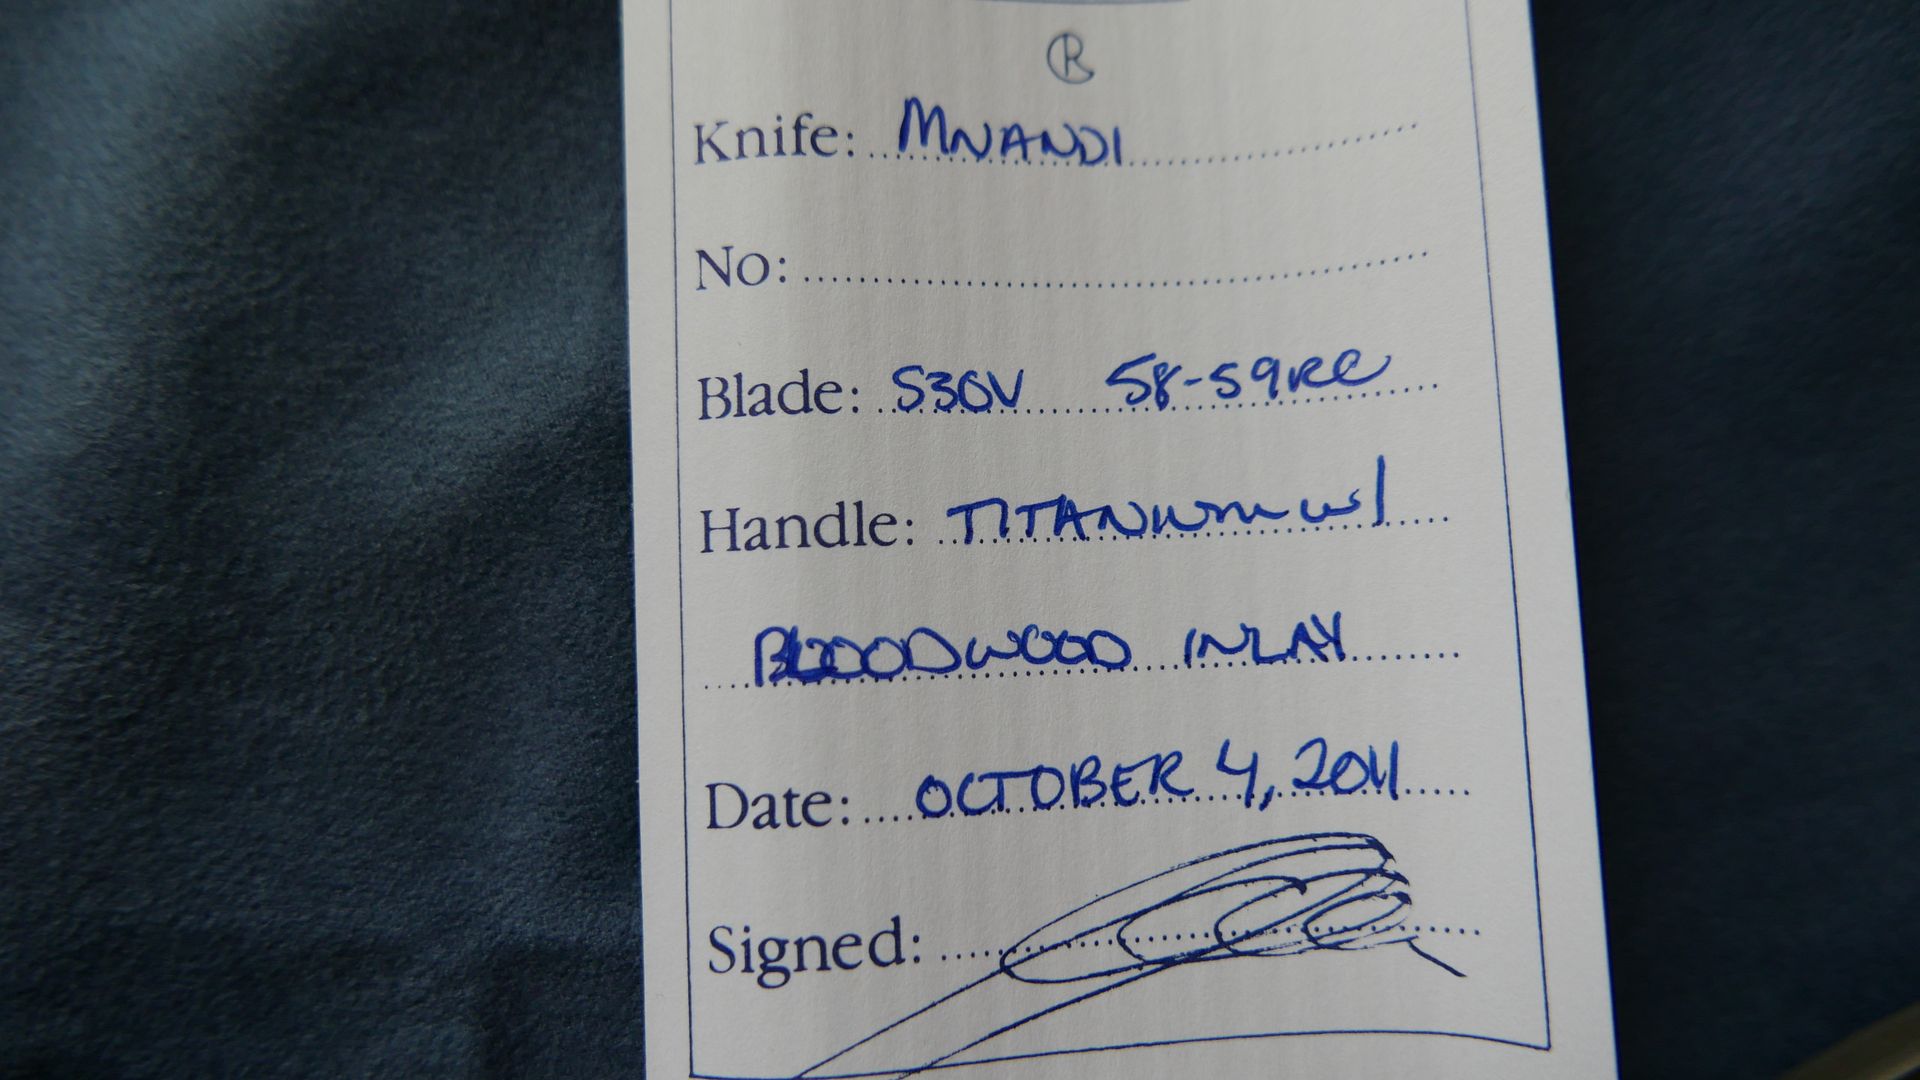 ®
Knife: MNANDI
No:
Blade: S30V 58-59RC
Handle: TITANIUM W/
BLOODWOOD INLAY
Date: OCTOBER 4, 2011
Signed: